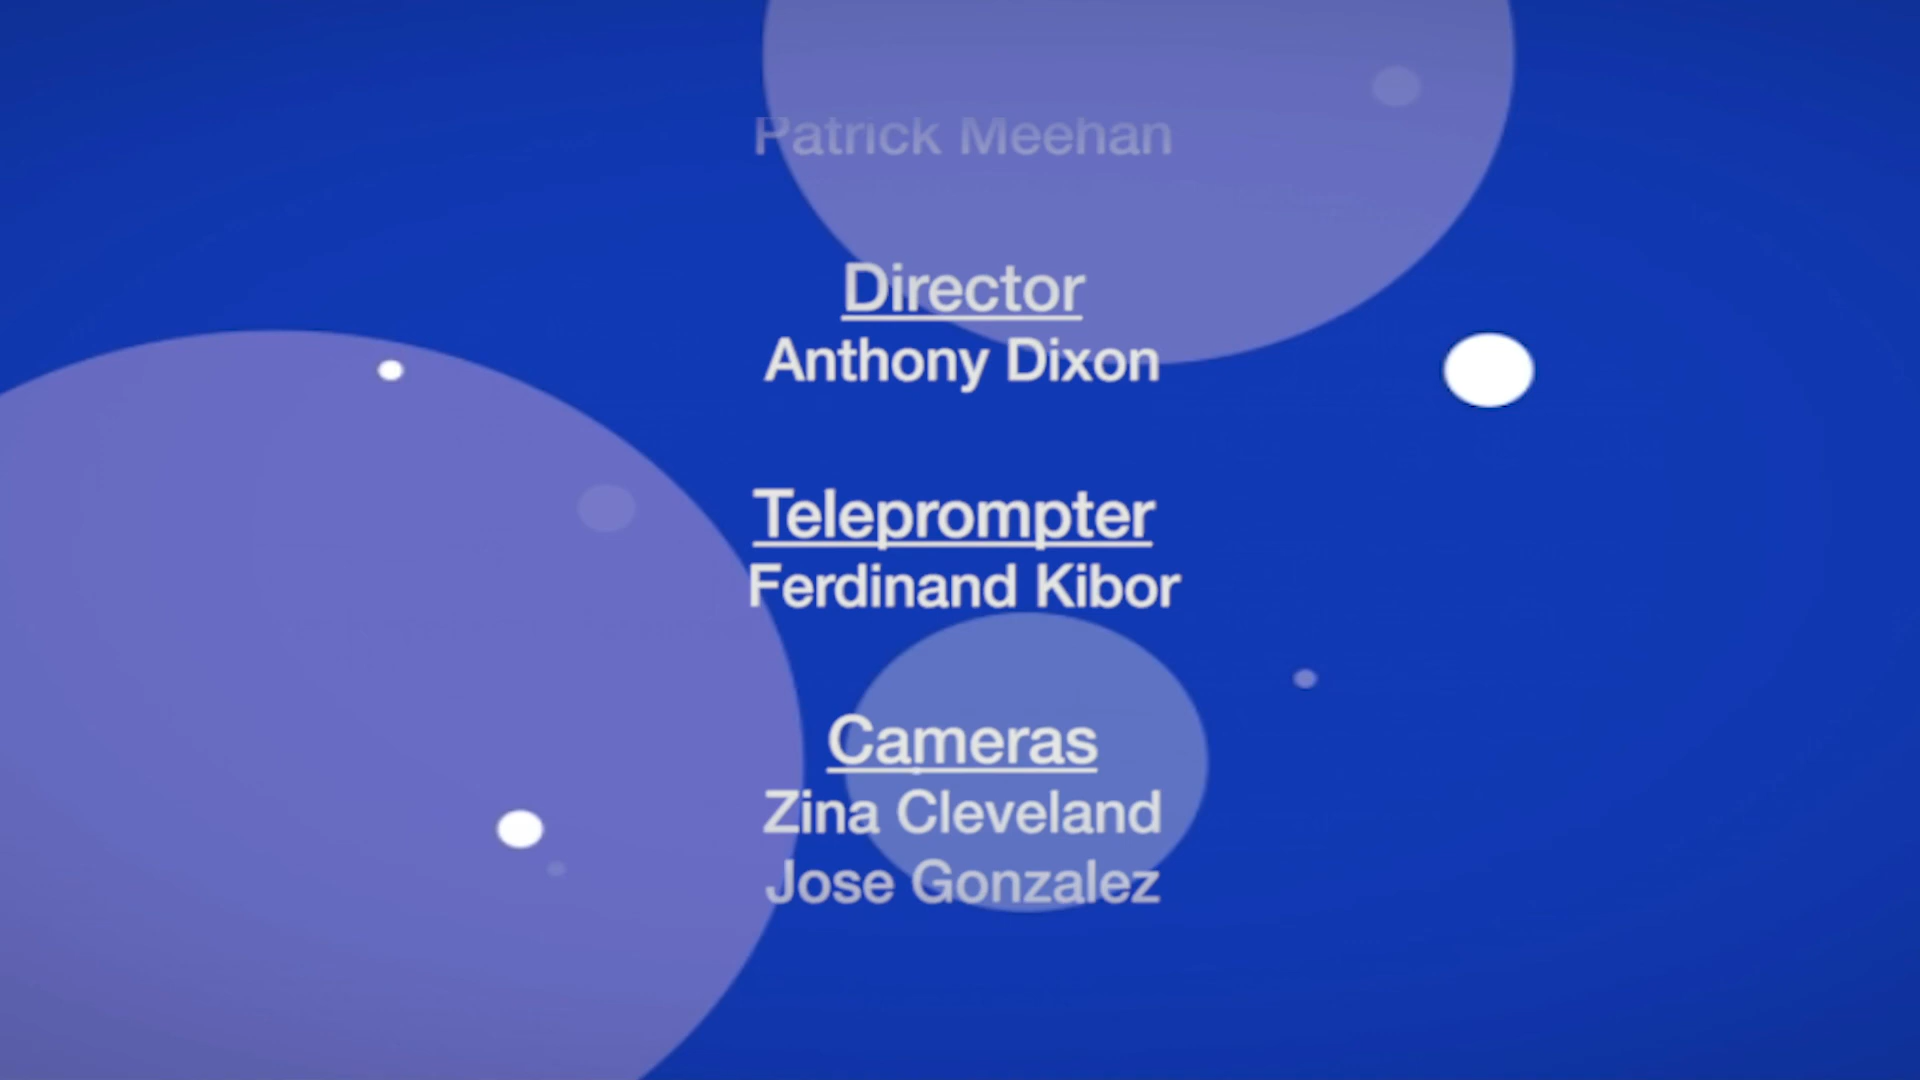 Patrick Meehan
Director
Anthony Dixon
Teleprompter
Ferdinand Kibor
Cameras
Zina Cleveland
Jose Gonzalez